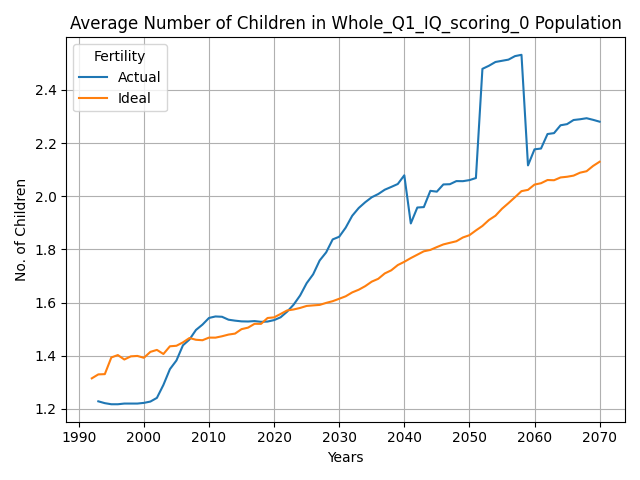 Average Number of Children in Whole_Q1_IQ_scoring_0 Population
Fertility
Actual
Ideal
No. of Children
2.4
2.2
2.0
1.8
1.6
1.4
1.2
1990 2000 2010 2020 2030 2040 2050 2060 2070
Years